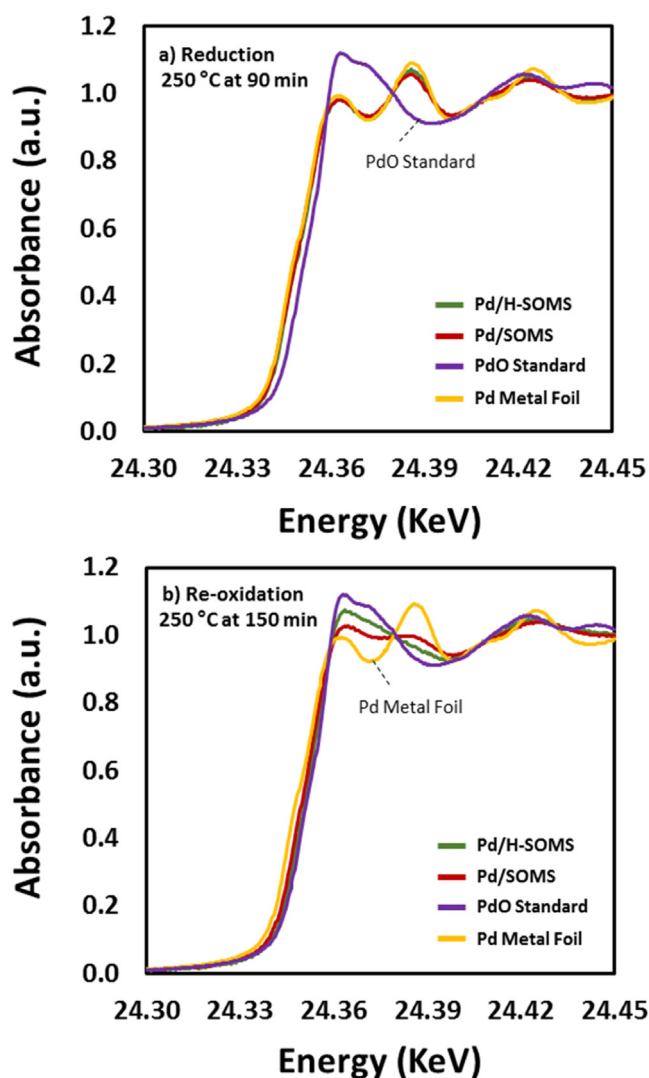 a) Reduction
250 °C at 90 min
1.2
1.0
0.8
0.6
0.4
0.2
0.0
Absorbance (a.u.)
PdO Standard
Pd/H-SOMS
Pd/SOMS
PdO Standard
Pd Metal Foil
24.30 24.33 24.36 24.39 24.42 24.45
Energy (KeV)
b) Re-oxidation
250 °C at 150 min
1.2
1.0
0.8
0.6
0.4
0.2
0.0
Absorbance (a.u.)
Pd Metal Foil
Pd/H-SOMS
Pd/SOMS
PdO Standard
Pd Metal Foil
24.30 24.33 24.36 24.39 24.42 24.45
Energy (KeV)